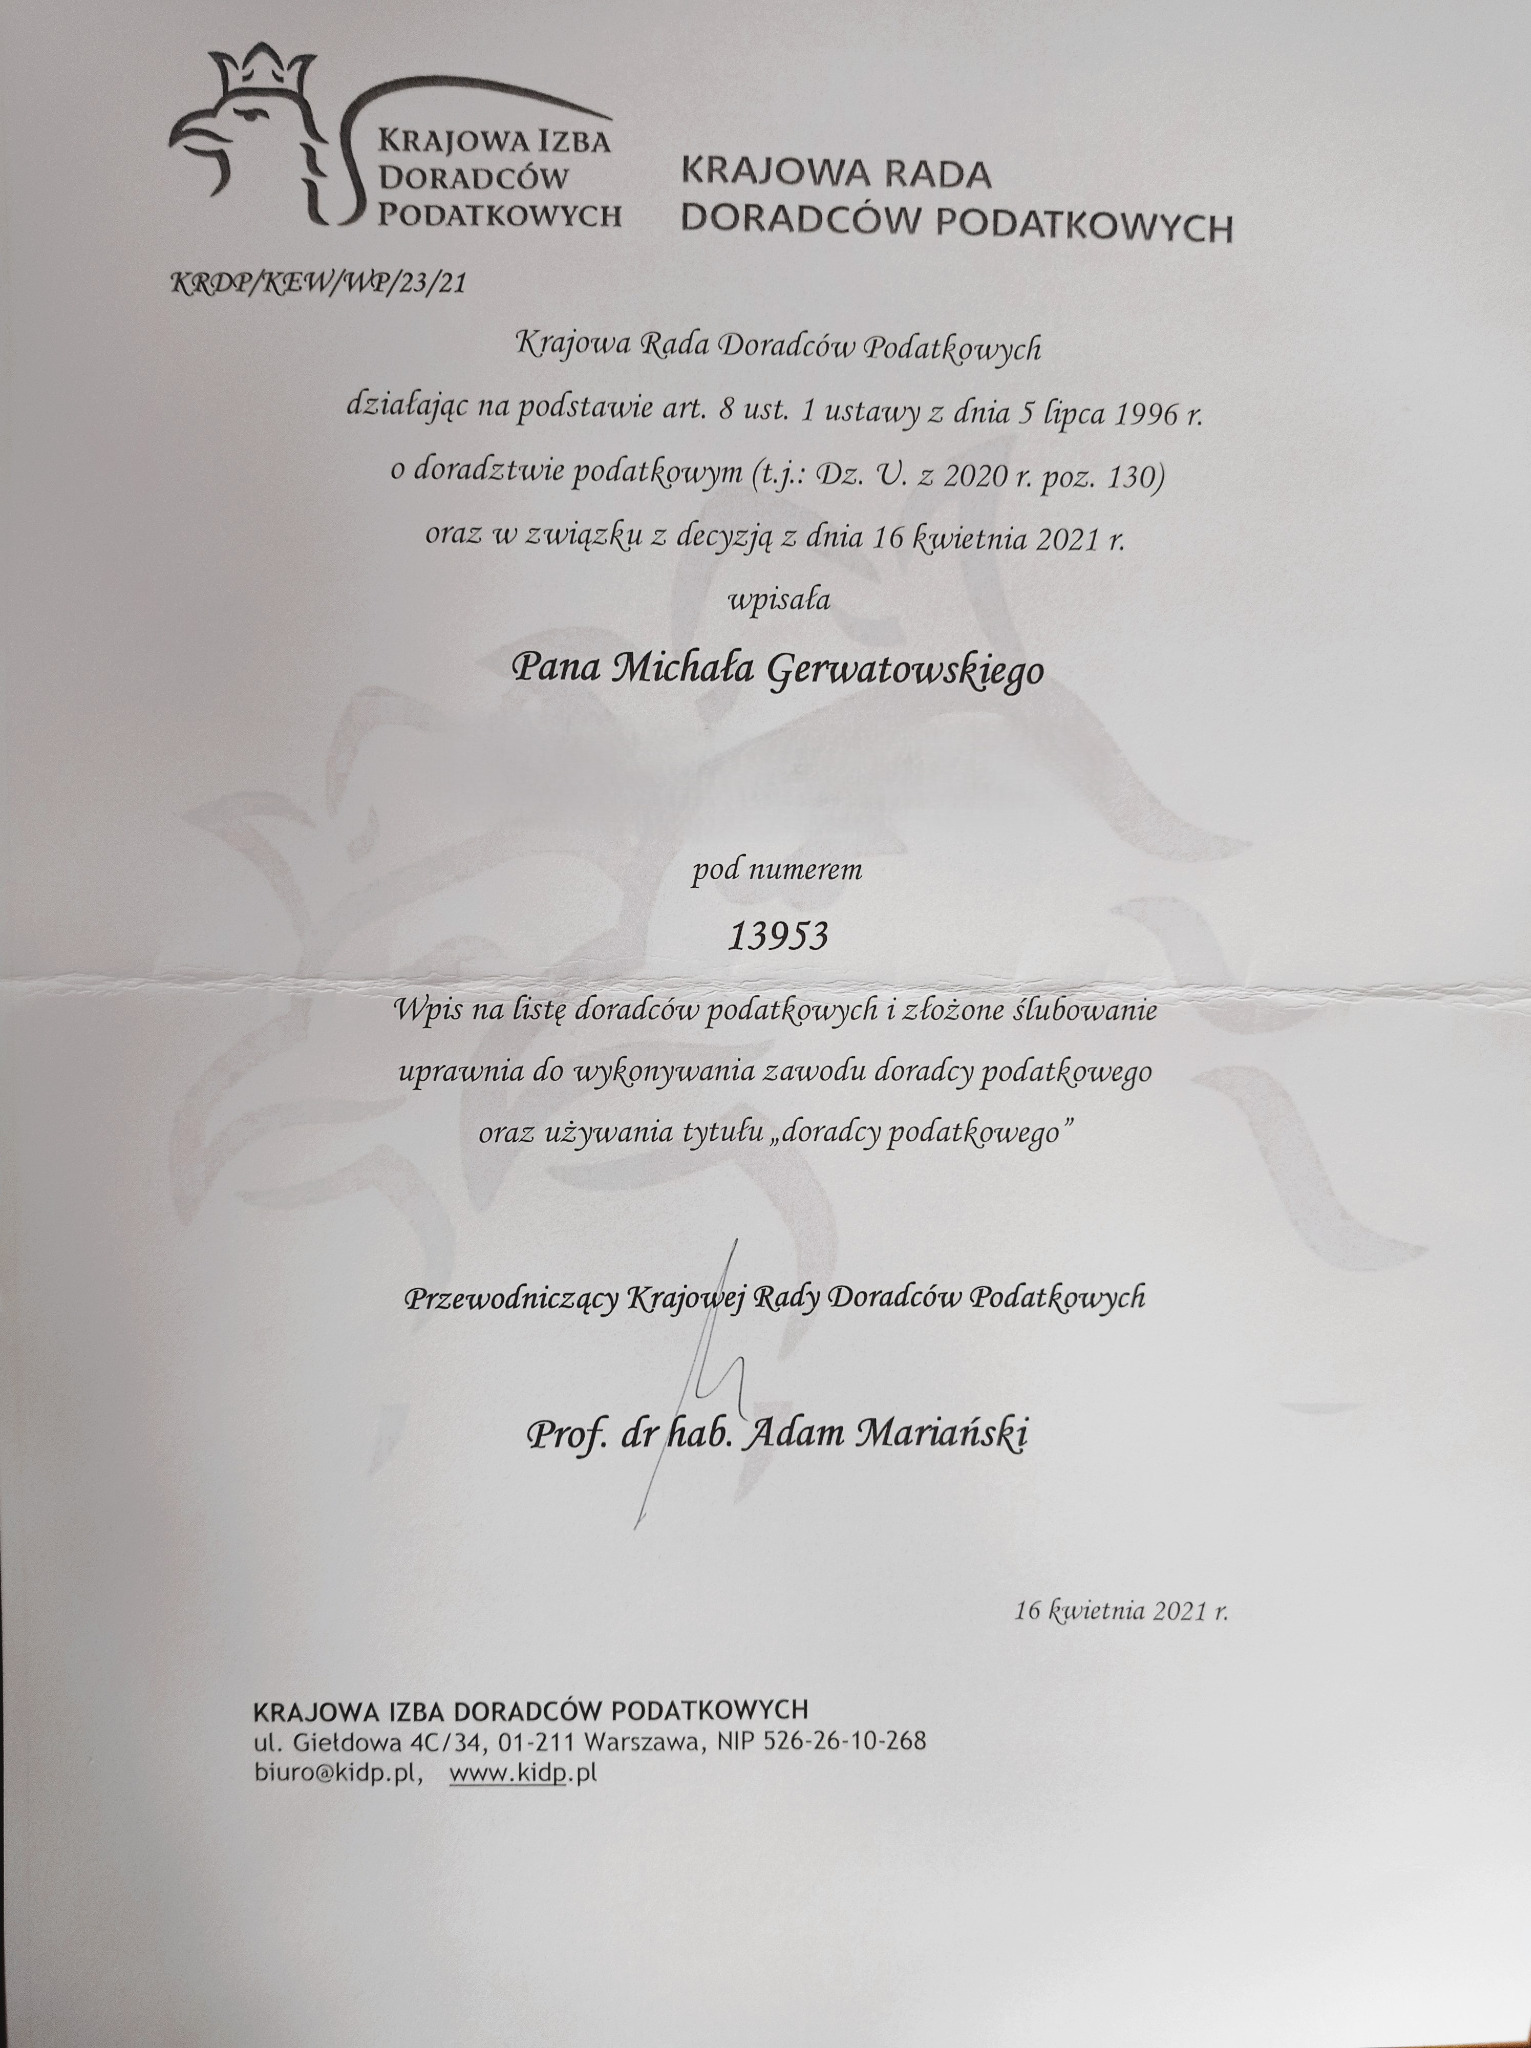 KRAJOWA IZBA
DORADCÓW
PODATKOWYCH
KRAJOWA RADA
DORADCÓW PODATKOWYCH
KRDP/KEW/WP/23/21
Krajowa Rada Doradców Podatkowych
działając na podstawie art. 8 ust. 1 ustawy z dnia 5 lipca 1996 r.
o doradztwie podatkowym (t.j.: Dz. U. z 2020 r. poz. 130)
oraz w związku z decyzją z dnia 16 kwietnia 2021 r.
wpisała
Pana Michała Gerwatowskiego
pod numerem
13953
Wpis na listę doradców podatkowych i złożone ślubowanie
uprawnia do wykonywania zawodu doradcy podatkowego
oraz używania tytułu „doradcy podatkowego”
Przewodniczący Krajowej Rady Doradców Podatkowych
Prof. dr hab. Adam Mariański
16 kwietnia 2021 r.
KRAJOWA IZBA DORADCÓW PODATKOWYCH
ul. Giełdowa 4C/34, 01-211 Warszawa, NIP 526-26-10-268
biuro@kidp.pl, www.kidp.pl